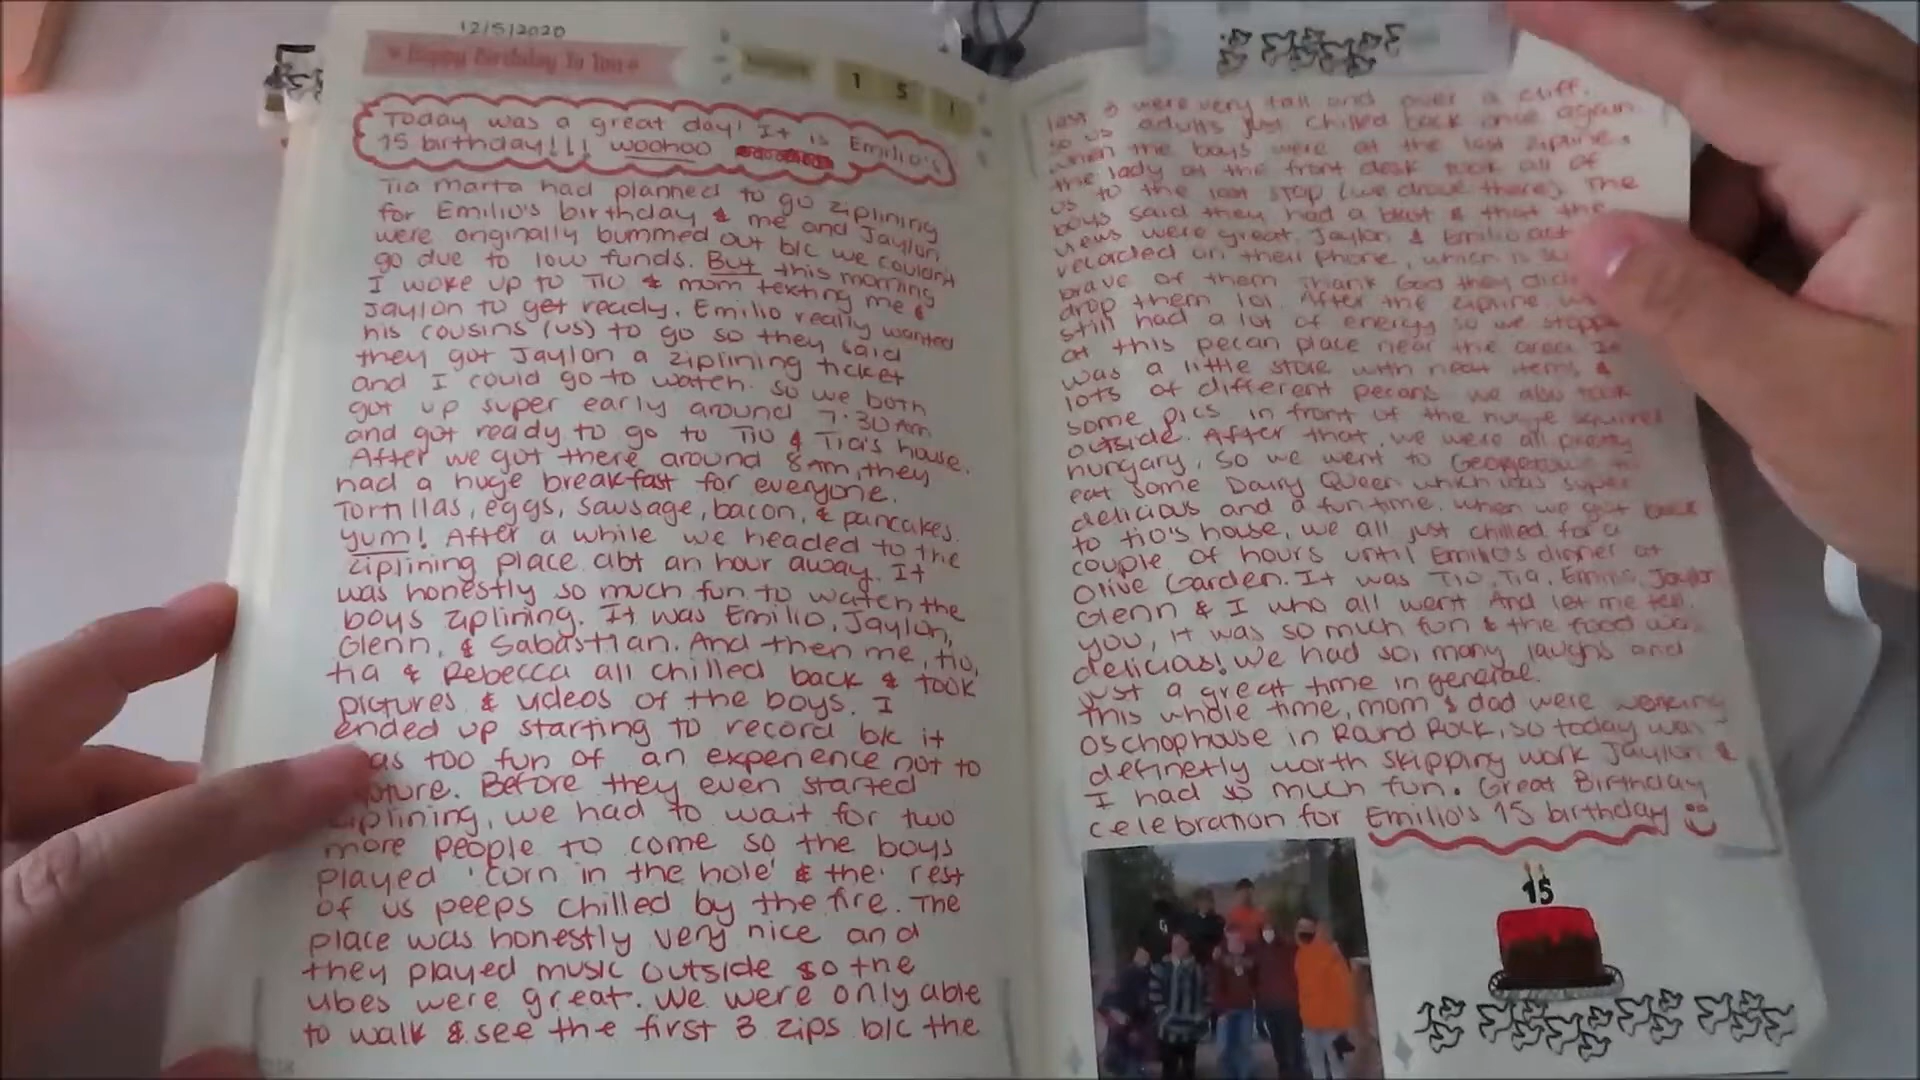 12/5/2020
Happy Birthday To You
1 5 1
Today was a great day! It is Emilio's
15 birthday!!! woohoo
Tia Marta had planned to go ziplining
for Emilio's birthday & me and Jaylon
were originally bummed out b/c we couldn't
go due to low funds. But this morning
I woke up to Tio & mom texting me &
Jaylon to get ready. Emilio really wanted
his cousins (us) to go so they said
they got Jaylon a ziplining ticket
and I could go to watch. So we both
got up super early around 7:30 Am
and got ready to go to Tio & Tia's house.
After we got there around 8 Am, they
had a huge breakfast for everyone.
Tortillas, eggs, sausage, bacon, & pancakes.
yum! After a while we headed to the
ziplining place abt an hour away. It
was honestly so much fun to watch the
boys ziplining. It was Emilio, Jaylon,
Glenn, & Sabastian. And then me, tio,
tia & Rebecca all chilled back & took
pictures & videos of the boys. I
ended up starting to record b/c it
as too fun of an experience not to
pture. Before they even started
iplining, we had to wait for two
more people to come so the boys
played 'corn in the hole' & the rest
of us peeps chilled by the fire. The
place was honestly very nice and
they played music outside so the
vibes were great. We were only able
to walk & see the first 3 zips b/c the
last 3 were very tall and over a cliff.
so us adults just chilled back once again.
when the boys were at the last zipline,
the lady at the front desk took all of
us to the last stop (we drove there). The
boys said they had a blast & that the
views were great. Jaylon & Emilio act
recorded on their phone, which is
brave of them thank God they
drop them lol. After the zipline we
still had a lot of energy so we stopp
at this pecan place near the area. It
was a little store with neat items &
lots of different pecans we also took
some pics in front of the huge squirrel
outside. After that, we were all pretty
hungary, so we went to Georgetown to
eat some Dairy Queen which was super
delicious and a fun time. when we got back
to tio's house, we all just chilled for a
couple of hours until Emilio's dinner at
Olive Garden. It was Tio, Tia, Emilio, Jaylon
Glenn & I who all went And let me tell
you, it was so much fun & the food was
delicias! We had so, many laughs and
just a great time in general.
This whole time, mom & dad were working
Oschophouse in Round Rock, so today was
definetly worth skipping work Jaylon &
I had so much fun. Great Birthday
celebration for Emilio's 15 birthday
15